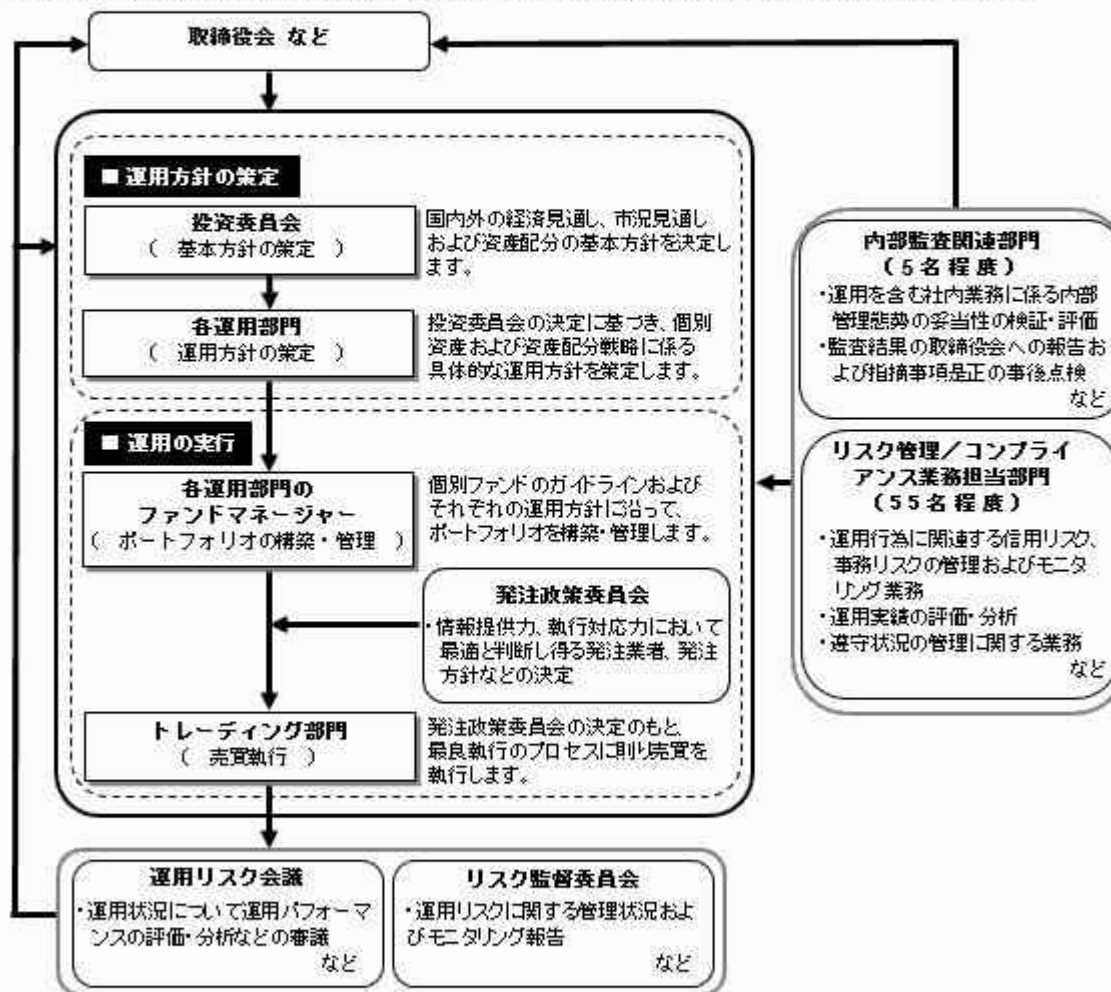 取締役会 など
■ 運用方針の策定
投資委員会
( 基本方針の策定 )
国内外の経済見通し、市況見通し
および資産配分の基本方針を決定し
ます。
各運用部門
( 運用方針の策定 )
投資委員会の決定に基づき、個別
資産および資産配分戦略に係る
具体的な運用方針を策定します。
■ 運用の実行
各運用部門の
ファンドマネージャー
( ポートフォリオの構築・管理 )
個別ファンドのガイドラインおよび
それぞれの運用方針に沿って、
ポートフォリオを構築・管理します。
発注政策委員会
・情報提供力、執行対応力において
最適と判断し得る発注業者、発注
方針などの決定
トレーディング部門
( 売買執行 )
発注政策委員会の決定のもと
最良執行のプロセスに則り売買を
執行します。
内部監査関連部門
(5名程度)
・運用を含む社内業務に係る内部
管理態勢の妥当性の検証・評価
・監査結果の取締役会への報告お
よび指摘事項是正の事後点検
など
リスク管理/コンプライ
アンス業務担当部門
(55名程度)
・運用行為に関連する信用リスク、
事務リスクの管理およびモニタ
リング業務
・運用実績の評価・分析
・遵守状況の管理に関する業務
など
運用リスク会議
・運用状況について運用パフォーマ
ンスの評価・分析などの審議
など
リスク監督委員会
・運用リスクに関する管理状況およ
びモニタリング報告
など